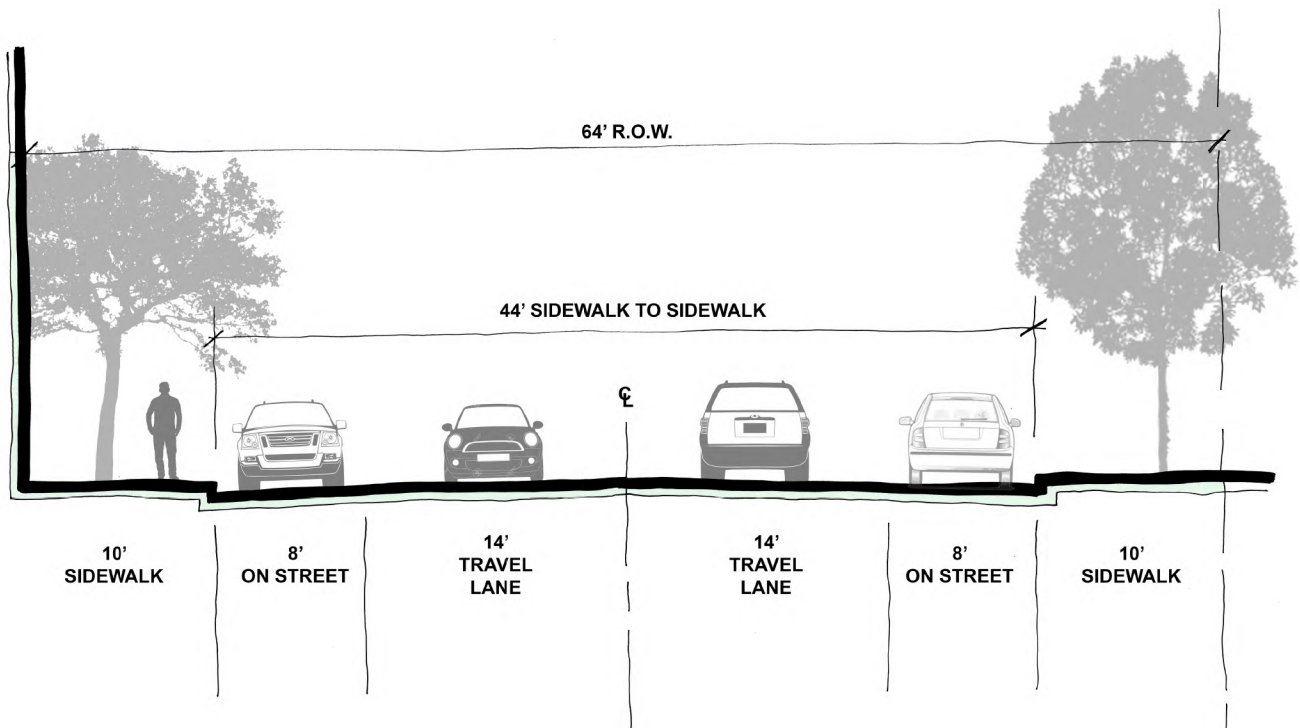 64' R.O.W.
44' SIDEWALK TO SIDEWALK
℄
10'
SIDEWALK
8'
ON STREET
14'
TRAVEL
LANE
14'
TRAVEL
LANE
8'
ON STREET
10'
SIDEWALK